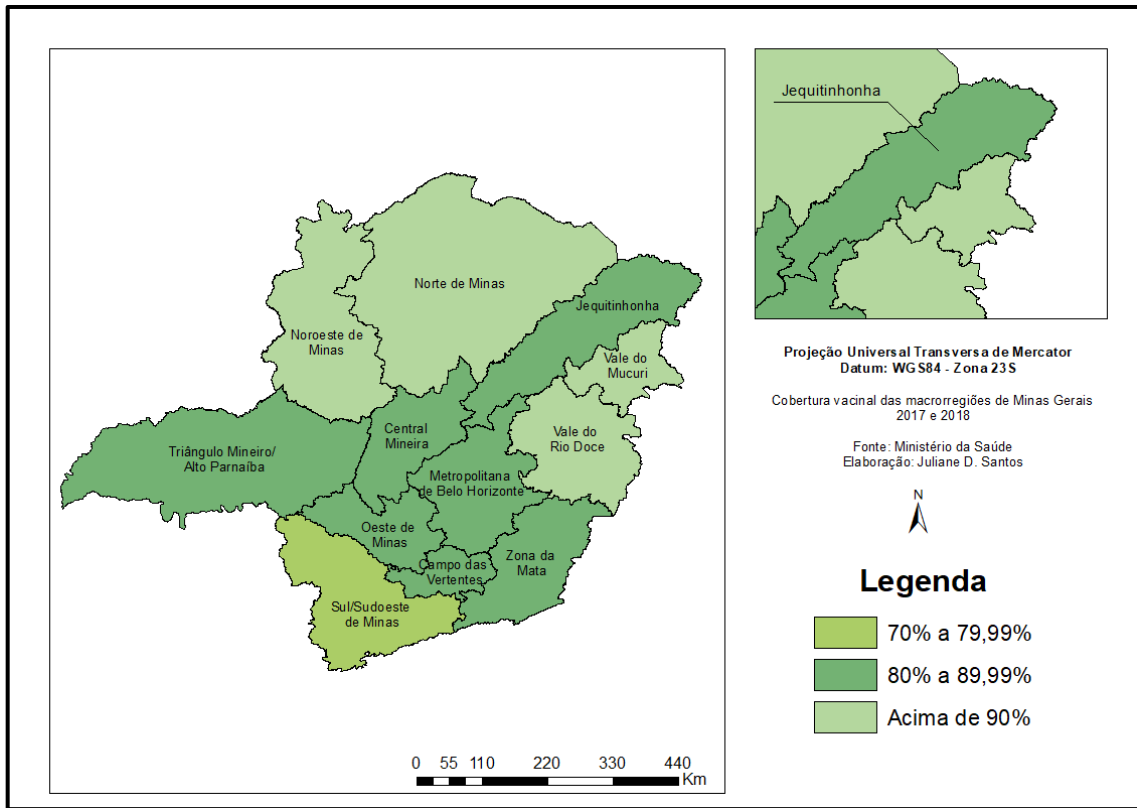 Norte de Minas
Noroeste de
Minas
Jequitinhonha
Vale do
Mucuri
Vale do
Rio Doce
Central
Mineira
Triângulo Mineiro/
Alto Parnaíba
Metropolitana
de Belo Horizonte
Oeste de
Minas
Campo das
Vertentes
Zona da
Mata
Sul/Sudoeste
de Minas
0 55 110 220 330 440
Km
Jequitinhonha
Projeção Universal Transversa de Mercator
Datum: WGS84 - Zona 23S
Cobertura vacinal das macrorregiões de Minas Gerais
2017 e 2018
Fonte: Ministério da Saúde
Elaboração: Juliane D. Santos
N
Legenda
70% a 79,99%
80% a 89,99%
Acima de 90%